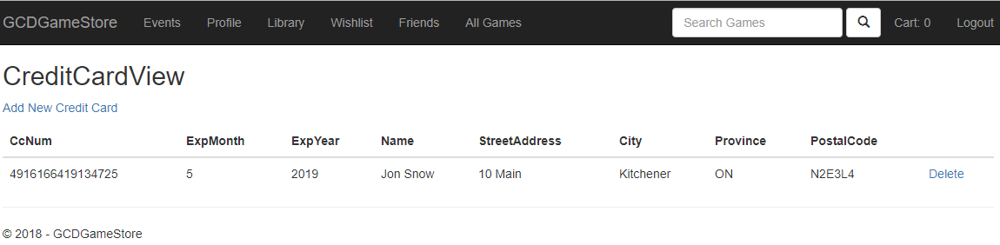 GCDGameStore Events Profile Library Wishlist Friends All Games Search Games Cart: 0 Logout
CreditCardView
Add New Credit Card
CcNum ExpMonth ExpYear Name StreetAddress City Province PostalCode
4916166419134725 5 2019 Jon Snow 10 Main Kitchener ON N2E3L4 Delete
© 2018 - GCDGameStore